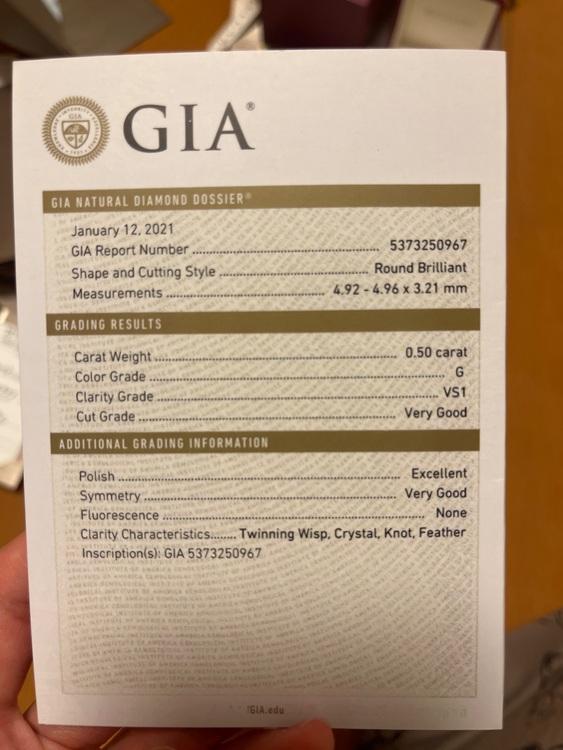 GIA
GIA®
GIA NATURAL DIAMOND DOSSIER®
January 12, 2021
GIA Report Number ........ 5373250967
Shape and Cutting Style ........ Round Brilliant
Measurements ........ 4.92 - 4.96 x 3.21 mm
GRADING RESULTS
Carat Weight ........ 0.50 carat
Color Grade ........ G
Clarity Grade ........ VS1
Cut Grade ........ Very Good
ADDITIONAL GRADING INFORMATION
Polish ........ Excellent
Symmetry ........ Very Good
Fluorescence ........ None
Clarity Characteristics ........ Twinning Wisp, Crystal, Knot, Feather
Inscription(s): GIA 5373250967
GIA.edu